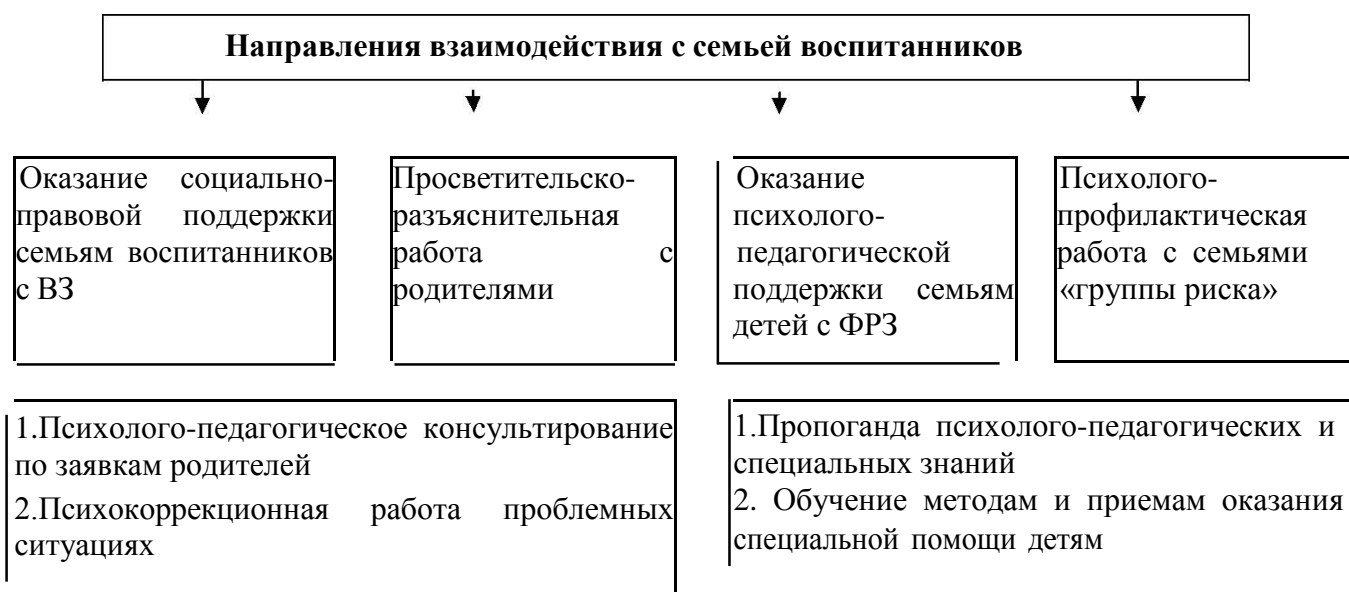 Направления взаимодействия с семьей воспитанников
Оказание социально-
правовой поддержки
семьям воспитанников
с ВЗ
Просветительско-
разъяснительная
работа с
родителями
Оказание
психолого-
педагогической
поддержки семьям
детей с ФРЗ
Психолого-
профилактическая
работа с семьями
«группы риска»
1.Психолого-педагогическое консультирование
по заявкам родителей
2.Психокоррекционная работа проблемных
ситуациях
1.Пропоганда психолого-педагогических и
специальных знаний
2. Обучение методам и приемам оказания
специальной помощи детям